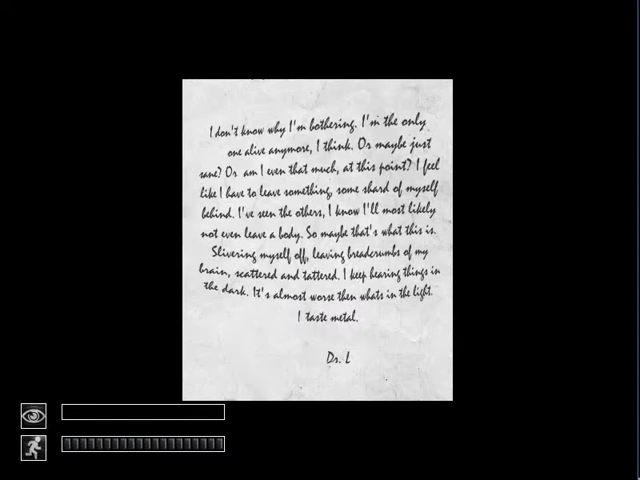 I don't know why I'm bothering. I'm the only
one alive anymore, I think. Or maybe just
sane? Or am I even that much, at this point? I feel
like I have to leave something, some shard of myself
behind. I've seen the others, I know I'll most likely
not even leave a body. So maybe that's what this is.
Slivering myself off, leaving breadcrumbs of my
brain, scattered and tattered. I keep hearing things in
the dark. It's almost worse then whats in the light.
I taste metal.
Dr. L